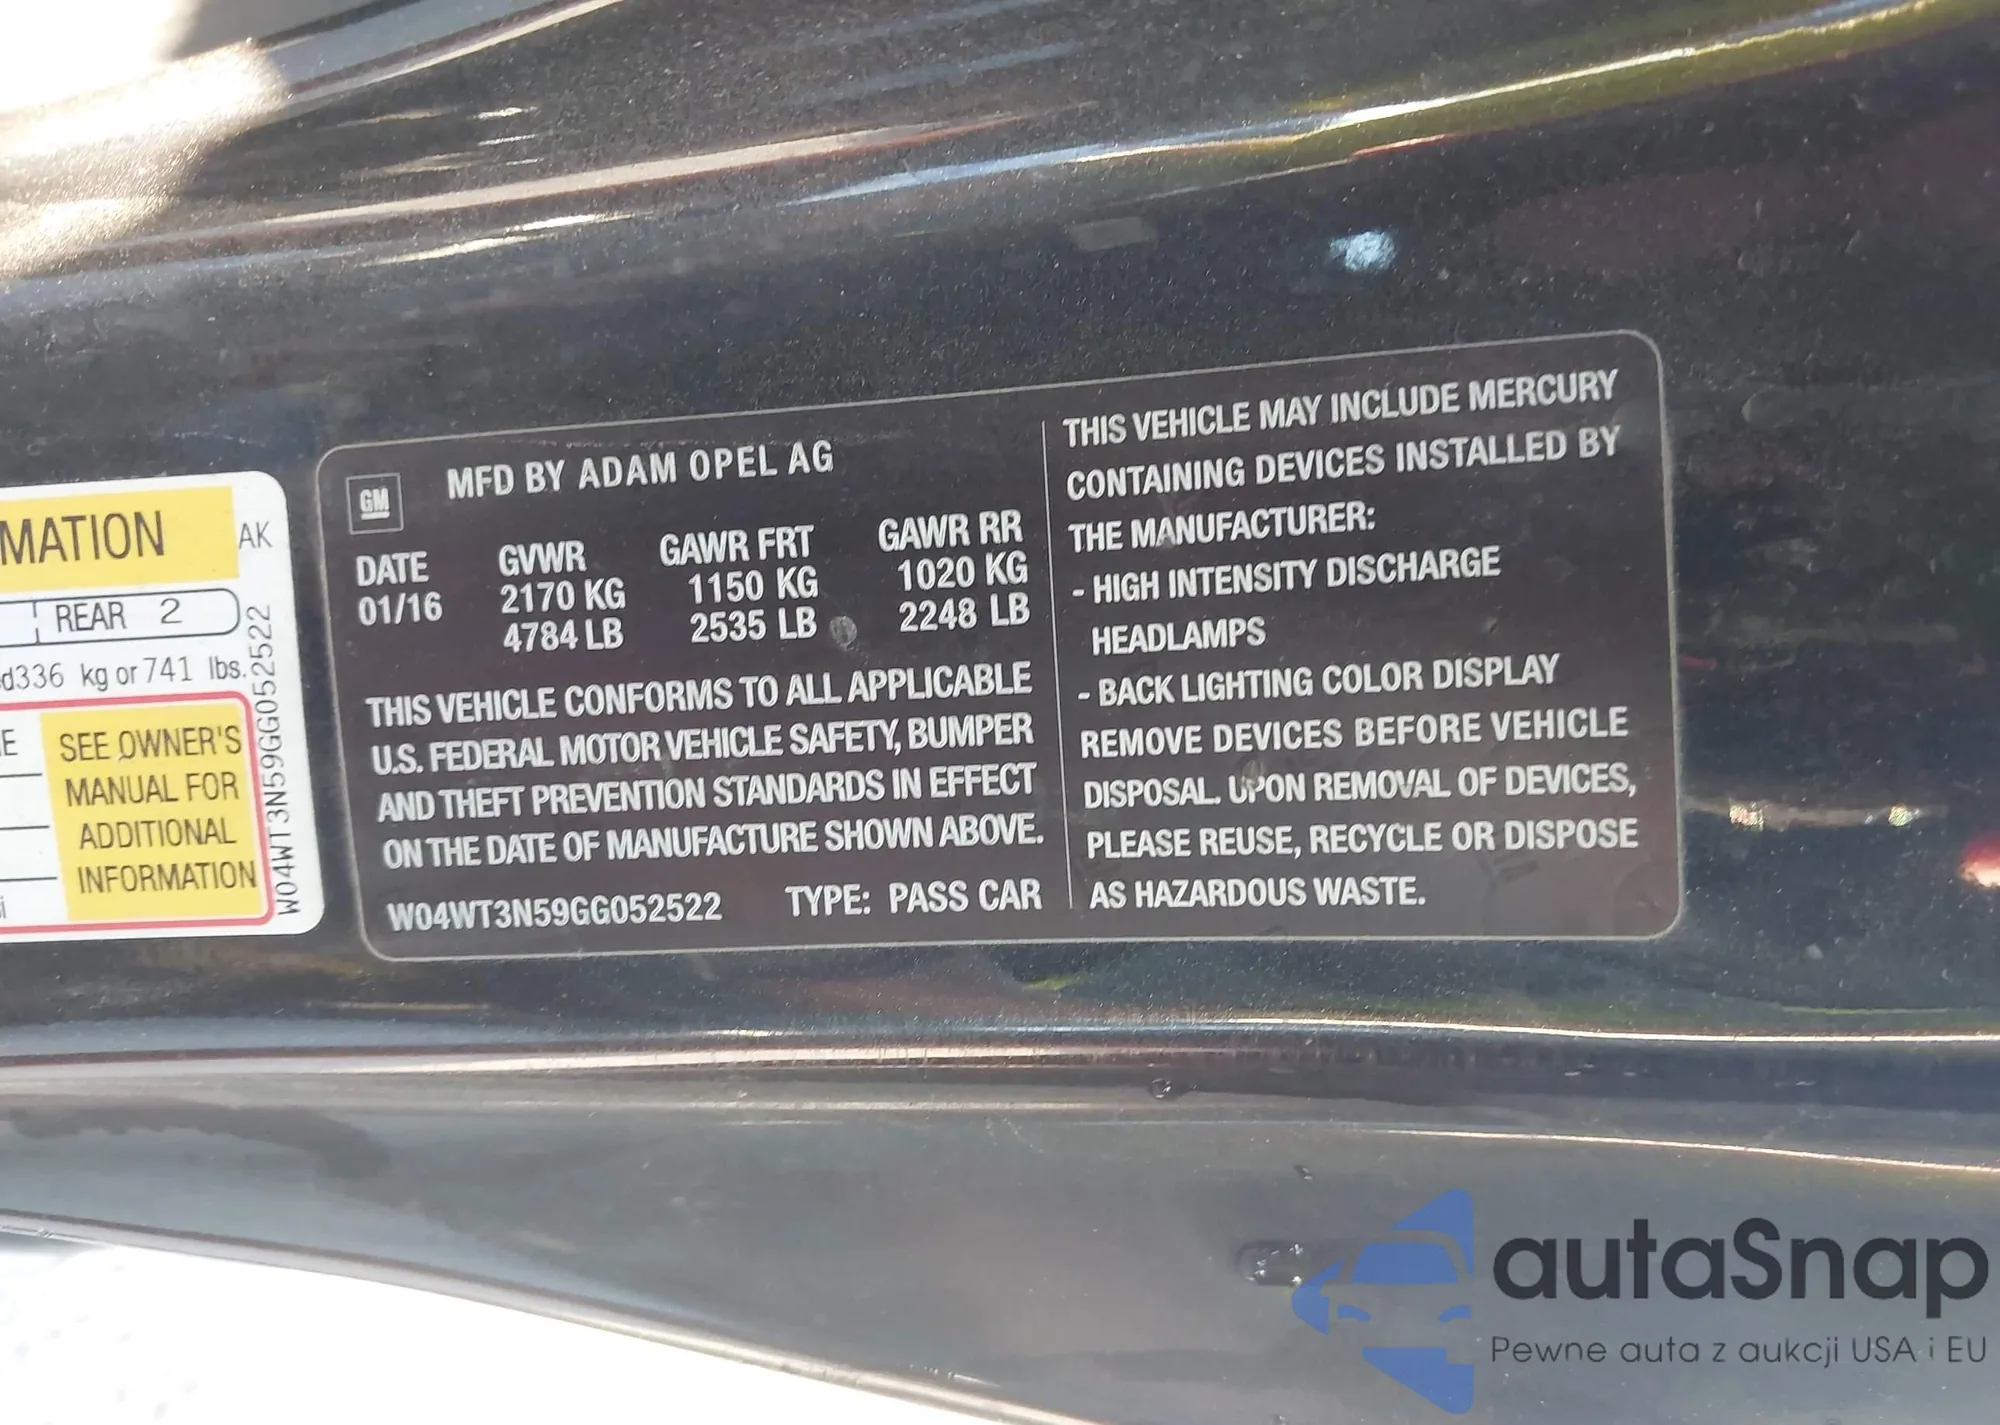 MATION
AK
REAR 2
d336 kg or 741 lbs.
E
SEE OWNER'S
MANUAL FOR
ADDITIONAL
INFORMATION
W04WT3N59GG052522
GM
MFD BY ADAM OPEL AG
DATE GVWR GAWR FRT GAWR RR
01/16 2170 KG 1150 KG 1020 KG
4784 LB 2535 LB 2248 LB
THIS VEHICLE CONFORMS TO ALL APPLICABLE
U.S. FEDERAL MOTOR VEHICLE SAFETY, BUMPER
AND THEFT PREVENTION STANDARDS IN EFFECT
ON THE DATE OF MANUFACTURE SHOWN ABOVE.
W04WT3N59GG052522 TYPE: PASS CAR
THIS VEHICLE MAY INCLUDE MERCURY
CONTAINING DEVICES INSTALLED BY
THE MANUFACTURER:
- HIGH INTENSITY DISCHARGE
HEADLAMPS
- BACK LIGHTING COLOR DISPLAY
REMOVE DEVICES BEFORE VEHICLE
DISPOSAL. UPON REMOVAL OF DEVICES,
PLEASE REUSE, RECYCLE OR DISPOSE
AS HAZARDOUS WASTE.
autaSnap
Pewne auta z aukcji USA i EU